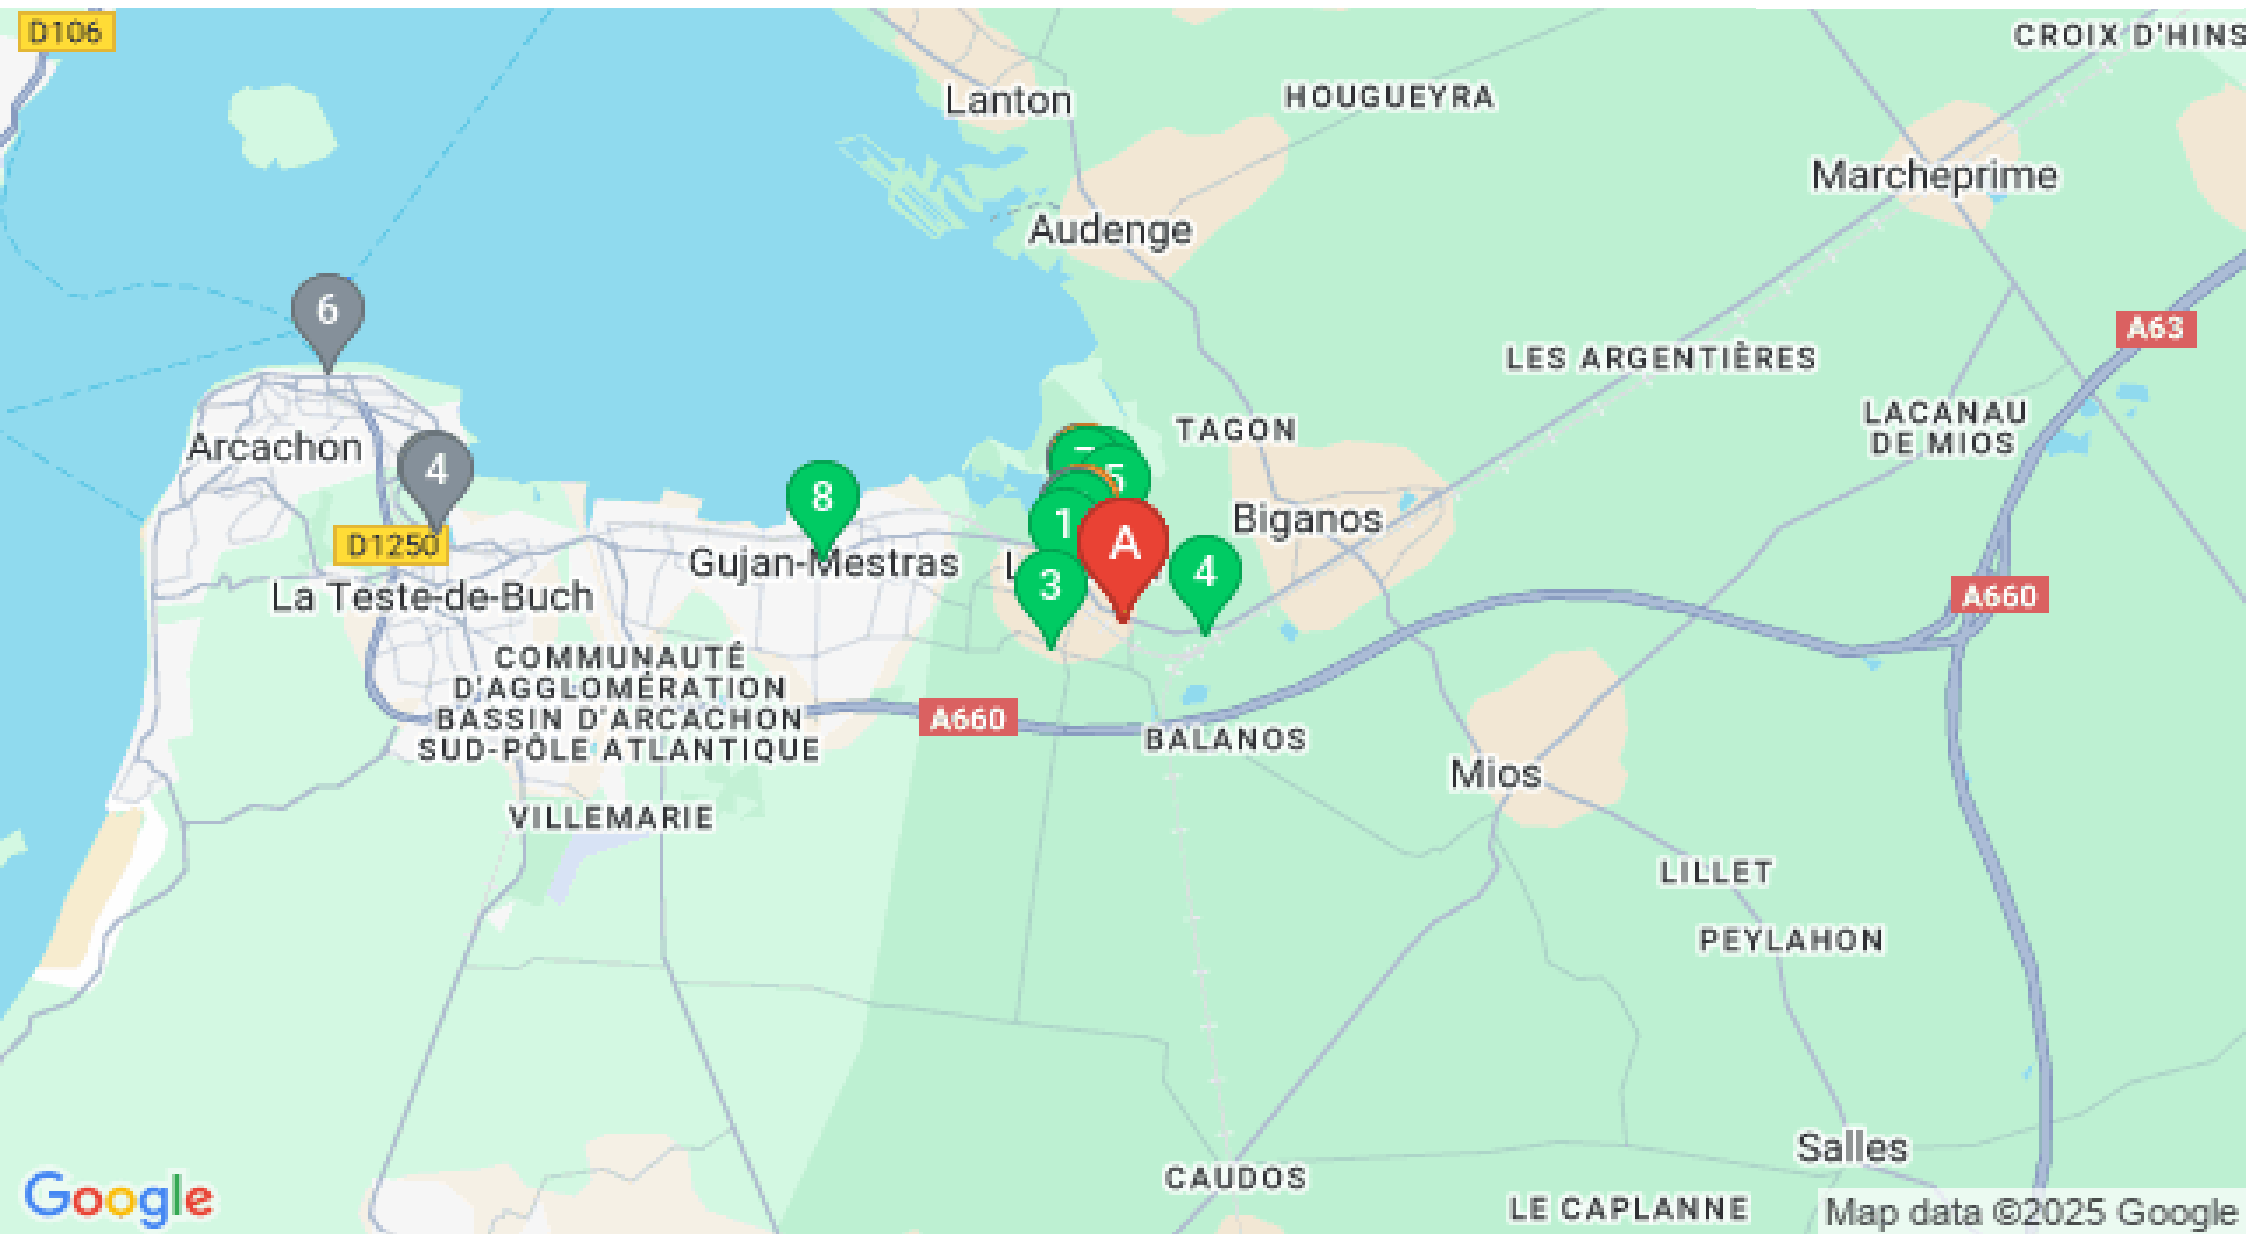 D106
CROIX D'HINS
Lanton
HOUGUEYRA
Marcheprime
Audenge
6
A63
LES ARGENTIÈRES
LACANAU
DE MIOS
TAGON
Arcachon
4
5
8
1
Biganos
A
D1250
Gujan-Mestras
3
4
La Teste-de-Buch
A660
COMMUNAUTÉ
D'AGGLOMÉRATION
BASSIN D'ARCACHON
SUD-PÔLE ATLANTIQUE
A660
BALANOS
Mios
VILLEMARIE
LILLET
PEYLAHON
Salles
CAUDOS
LE CAPLANNE
Google
Map data ©2025 Google